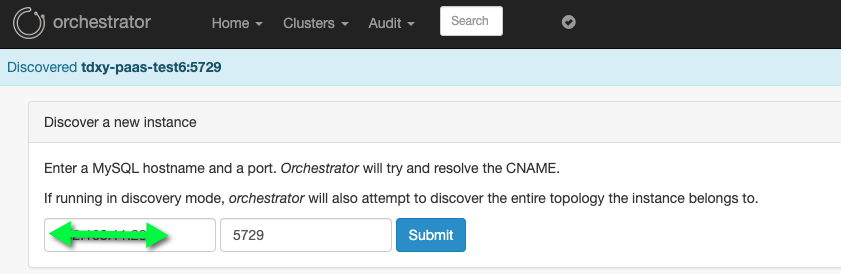 orchestrator Home Clusters Audit Search
Discovered tdxy-paas-test6:5729
Discover a new instance
Enter a MySQL hostname and a port. Orchestrator will try and resolve the CNAME.
If running in discovery mode, orchestrator will also attempt to discover the entire topology the instance belongs to.
5729 Submit